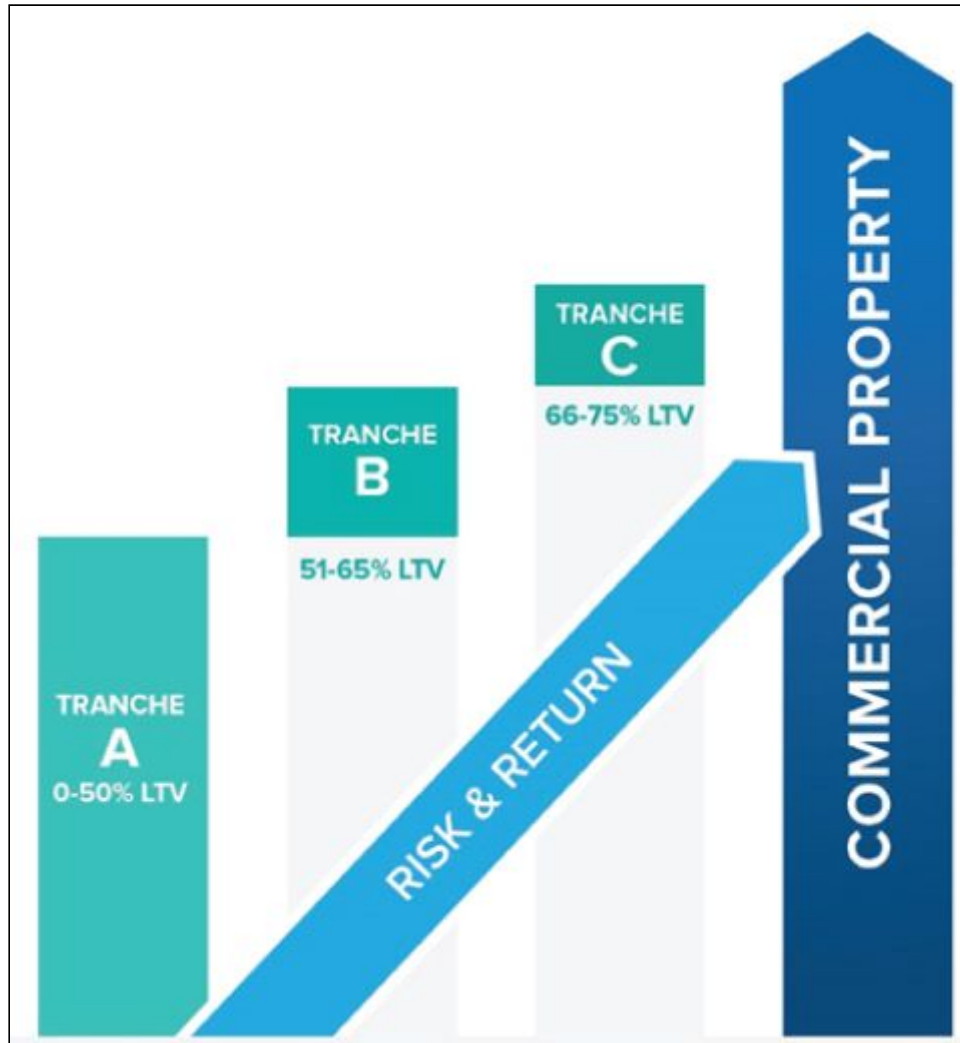 TRANCHE
A
0-50% LTV
TRANCHE
B
51-65% LTV
TRANCHE
C
66-75% LTV
RISK & RETURN
COMMERCIAL PROPERTY